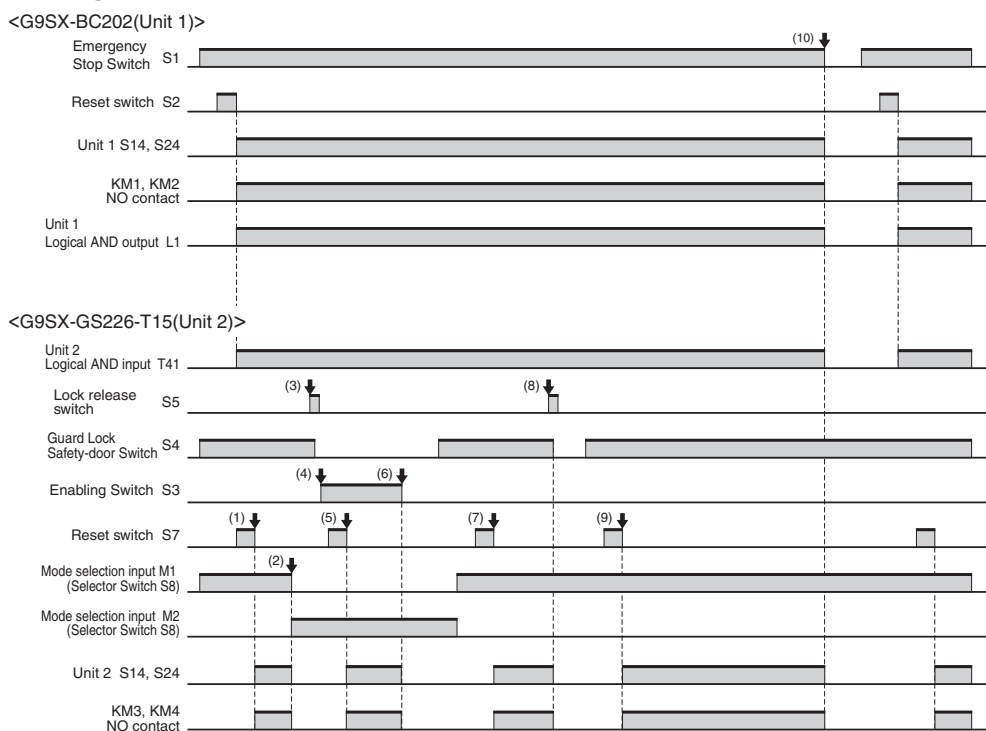 <G9SX-BC202(Unit 1)>
(10)
Emergency
Stop Switch S1
Reset switch S2
Unit 1 S14, S24
KM1, KM2
NO contact
Unit 1
Logical AND output L1
<G9SX-GS226-T15(Unit 2)>
Unit 2
Logical AND input T41
(3)
(8)
Lock release
switch S5
Guard Lock
Safety-door Switch S4
(4)
(6)
Enabling Switch S3
(1)
(5)
(7)
(9)
Reset switch S7
(2)
Mode selection input M1
(Selector Switch S8)
Mode selection input M2
(Selector Switch S8)
Unit 2 S14, S24
KM3, KM4
NO contact